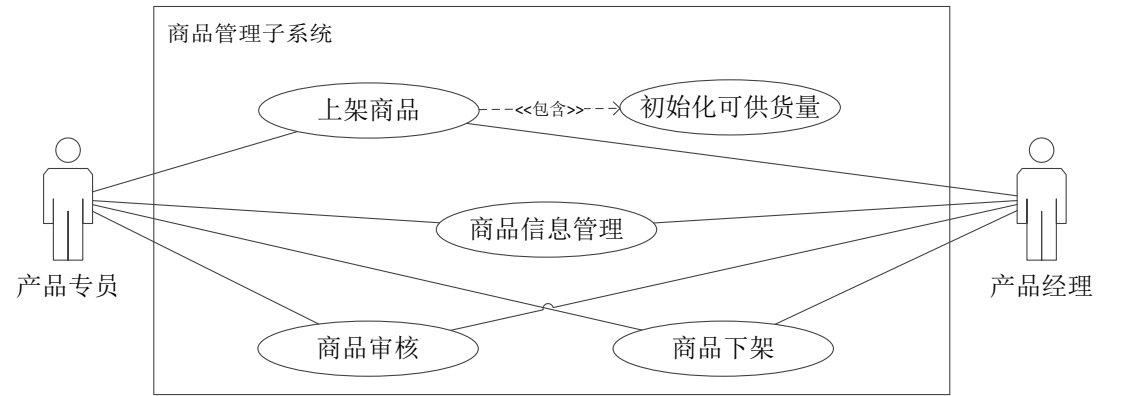 商品管理子系统
上架商品
<<包含>>
初始化可供货量
商品信息管理
产品专员
产品经理
商品审核
商品下架